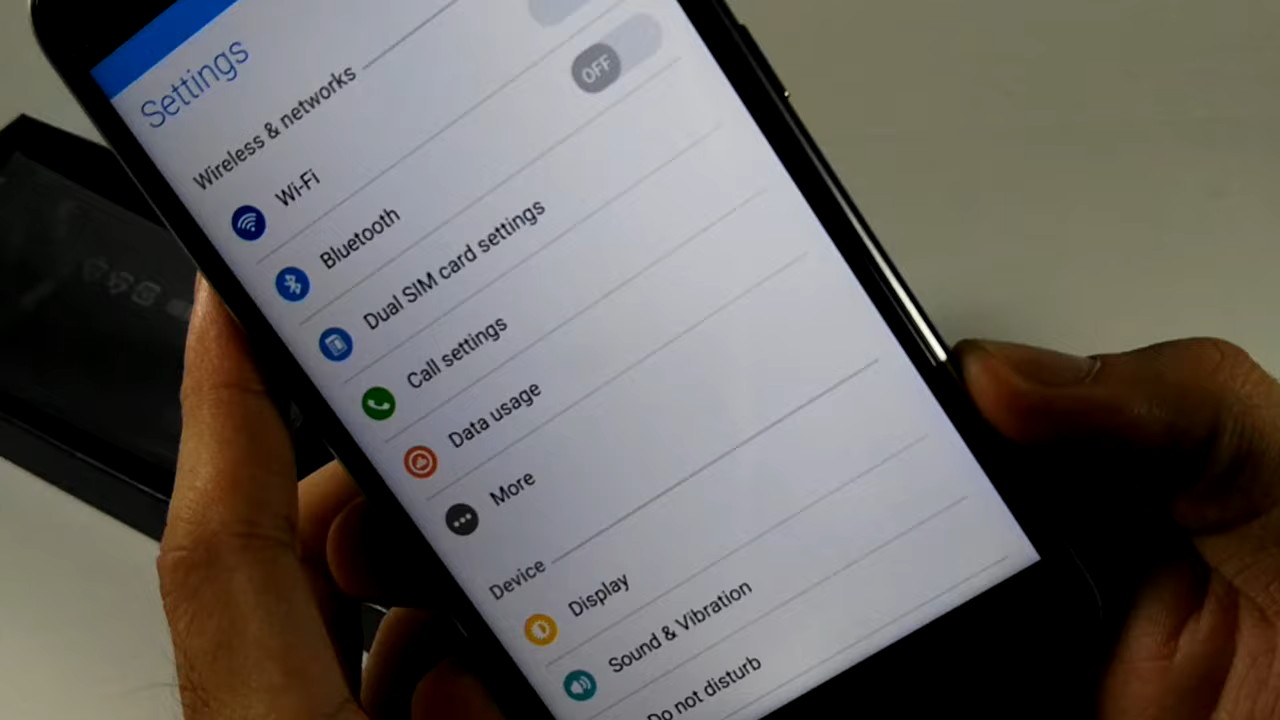 Settings
Wireless & networks
Wi-Fi
Bluetooth
OFF
Dual SIM card settings
Call settings
Data usage
More
Device
Display
Sound & Vibration
Do not disturb